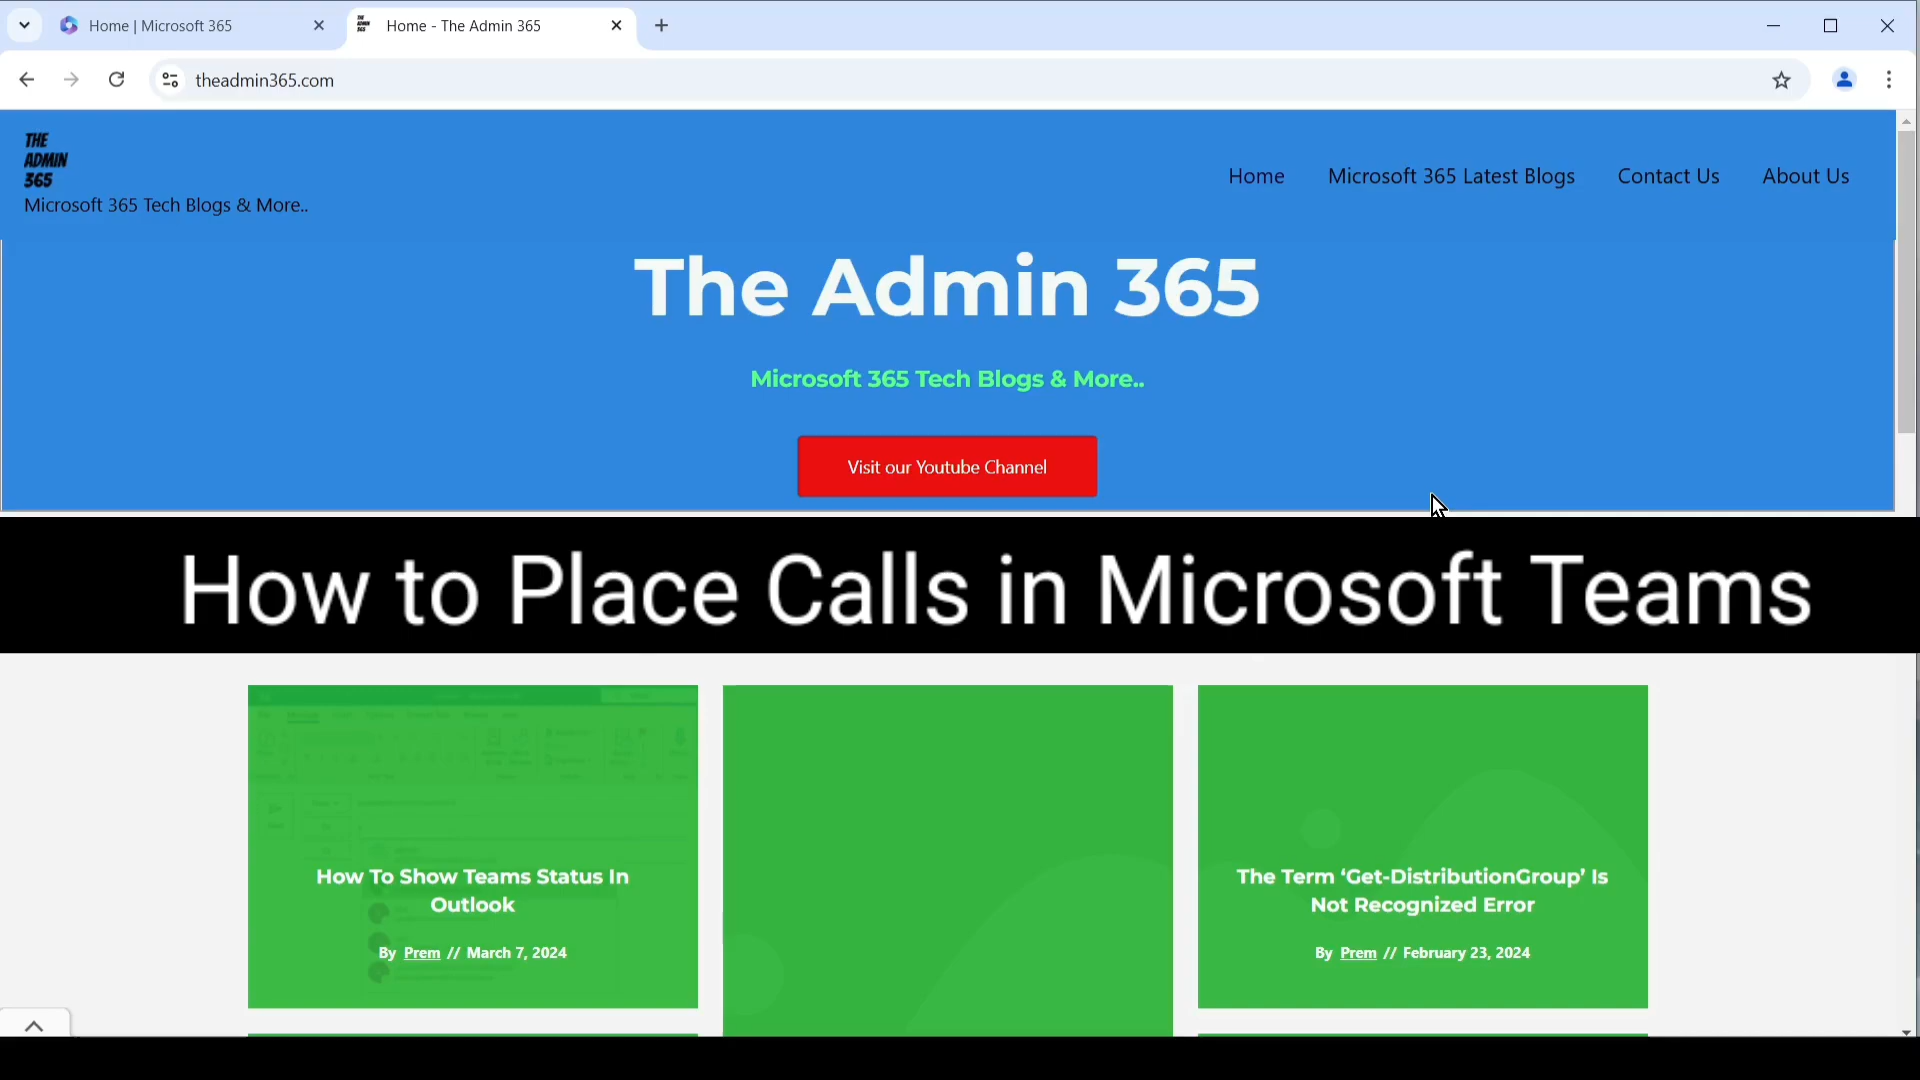 Home | Microsoft 365
Home - The Admin 365
theadmin365.com
THE
ADMIN
365
Microsoft 365 Tech Blogs & More..
Home
Microsoft 365 Latest Blogs
Contact Us
About Us
The Admin 365
Microsoft 365 Tech Blogs & More..
Visit our Youtube Channel
How to Place Calls in Microsoft Teams
How To Show Teams Status In
Outlook
By Prem // March 7, 2024
The Term ‘Get-DistributionGroup’ Is
Not Recognized Error
By Prem // February 23, 2024